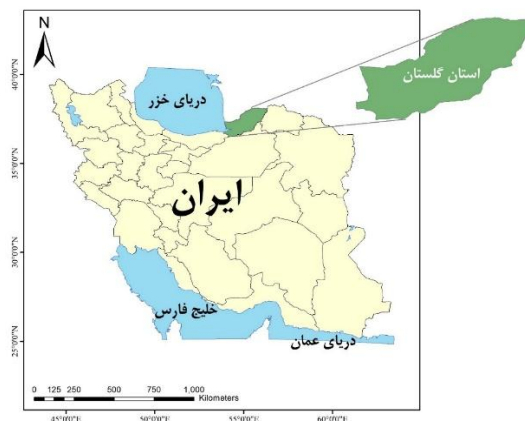 N
استان گلستان
دریای خزر
ایران
خلیج فارس
دریای عمان
40°0'0"N
35°0'0"N
30°0'0"N
25°0'0"N
0 125 250 500 750 1,000
Kilometers
45°0'0"E 50°0'0"E 55°0'0"E 60°0'0"E